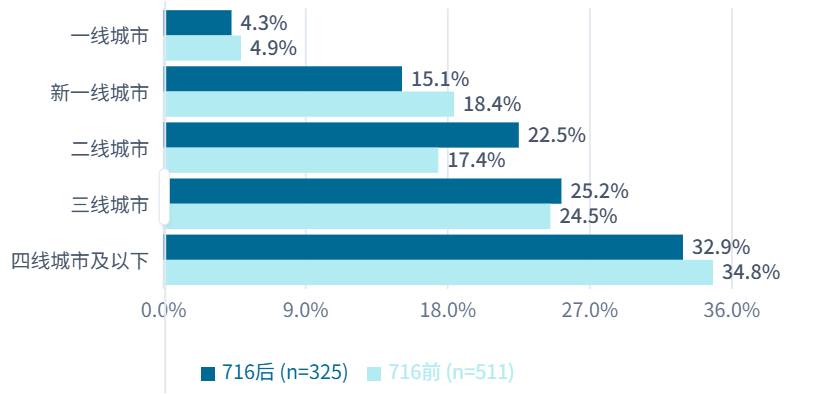 一线城市
4.3%
4.9%
新一线城市
15.1%
18.4%
二线城市
22.5%
17.4%
三线城市
25.2%
24.5%
四线城市及以下
32.9%
34.8%
0.0% 9.0% 18.0% 27.0% 36.0%
716后 (n=325) 716前 (n=511)